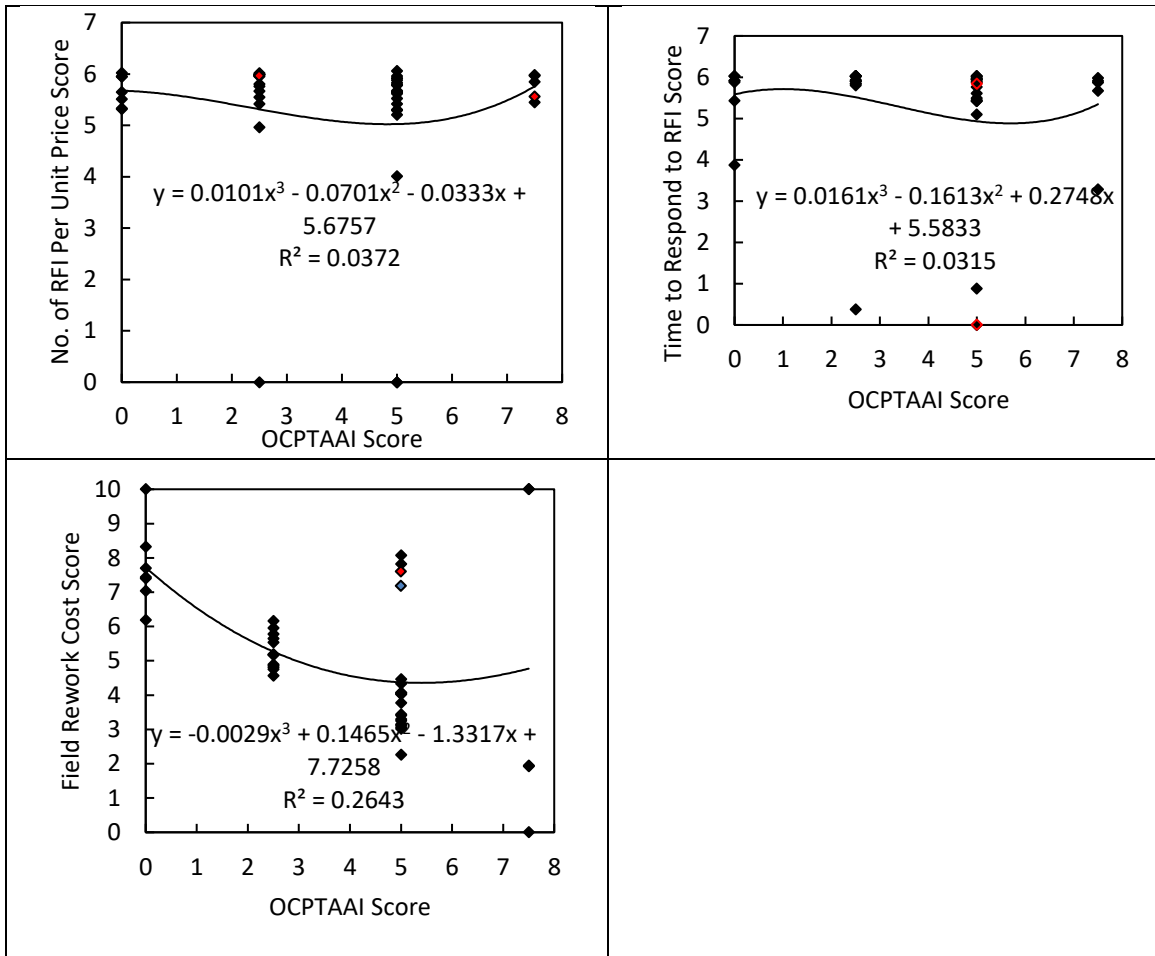 No. of RFI Per Unit Price Score
7
6
5
4
3
2
1
0
y = 0.0101x³ - 0.0701x² - 0.0333x +
5.6757
R² = 0.0372
0 1 2 3 4 5 6 7 8
OCPTAAI Score
Time to Respond to RFI Score
7
6
5
4
3
2
1
0
y = 0.0161x³ - 0.1613x² + 0.2748x
+ 5.5833
R² = 0.0315
0 1 2 3 4 5 6 7 8
OCPTAAI Score
Field Rework Cost Score
10
9
8
7
6
5
4
3
2
1
0
y = -0.0029x³ + 0.1465x² - 1.3317x +
7.7258
R² = 0.2643
0 1 2 3 4 5 6 7 8
OCPTAAI Score